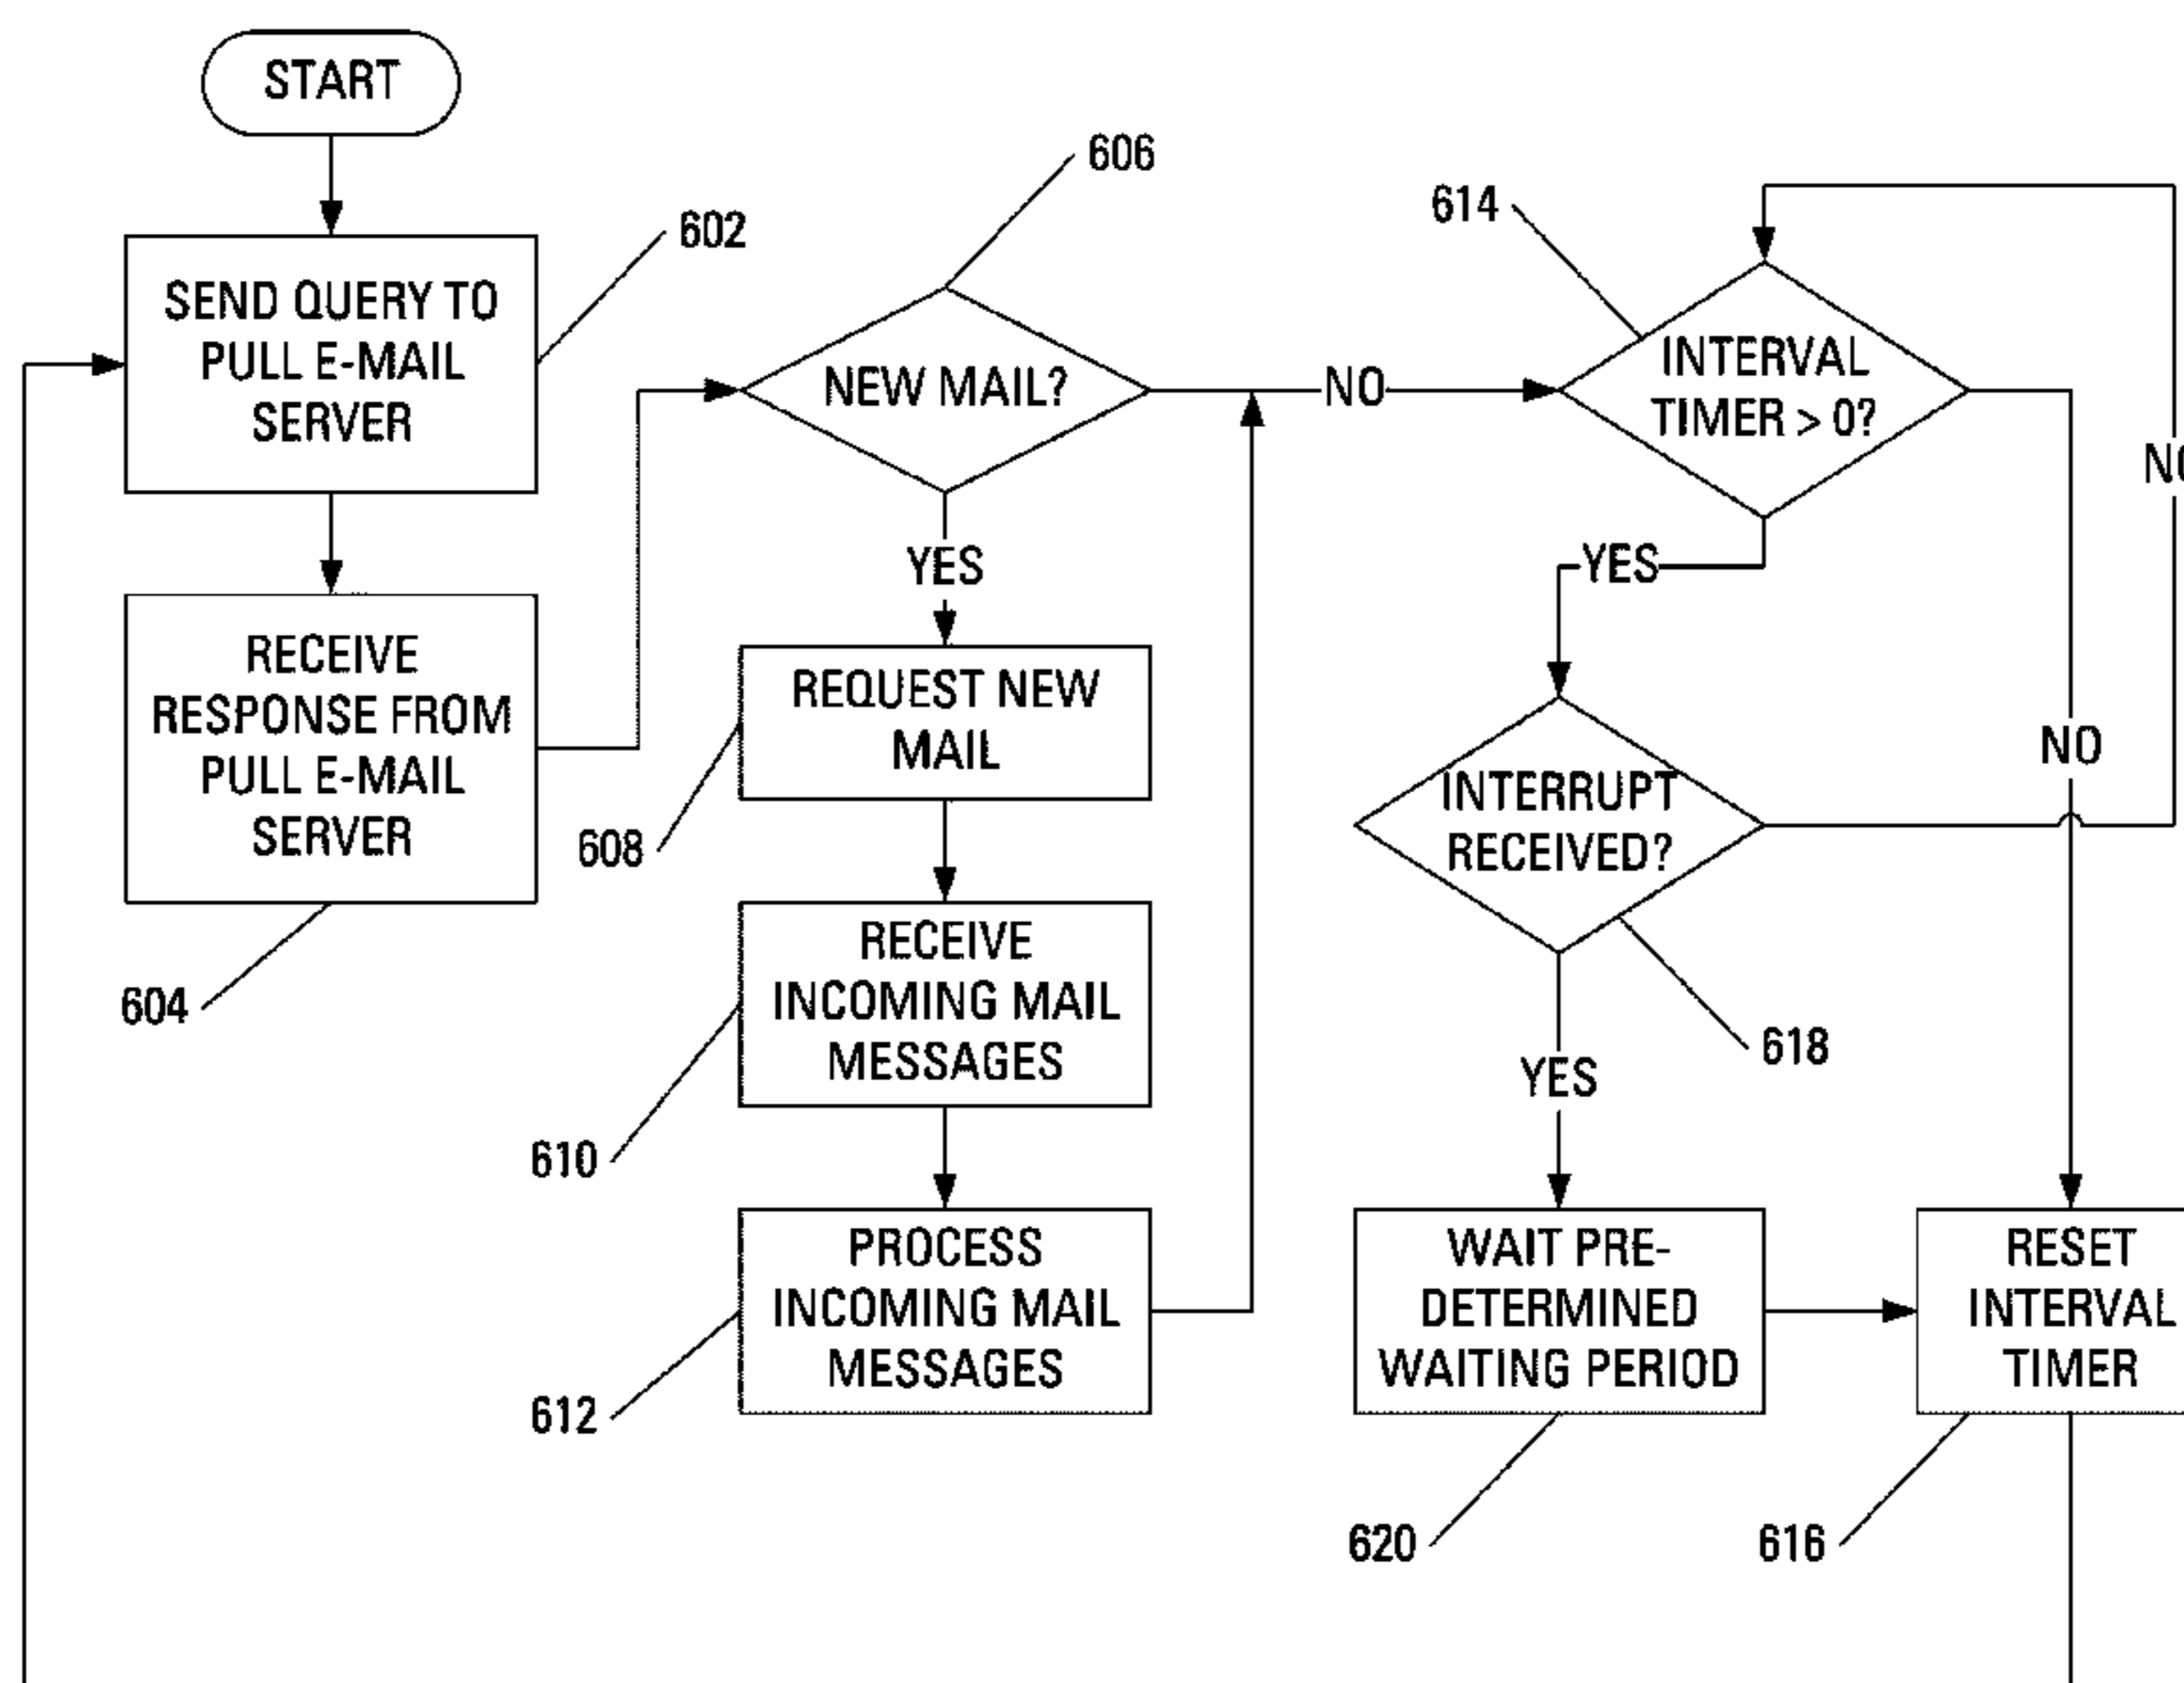 START
602
SEND QUERY TO
PULL E-MAIL
SERVER
RECEIVE
RESPONSE FROM
PULL E-MAIL
SERVER
604
606
NEW MAIL?
NO
YES
REQUEST NEW
MAIL
608
RECEIVE
INCOMING MAIL
MESSAGES
610
PROCESS
INCOMING MAIL
MESSAGES
612
614
INTERVAL
TIMER > 0?
YES
NO
INTERRUPT
RECEIVED?
618
YES
WAIT PRE-
DETERMINED
WAITING PERIOD
620
RESET
INTERVAL
TIMER
616